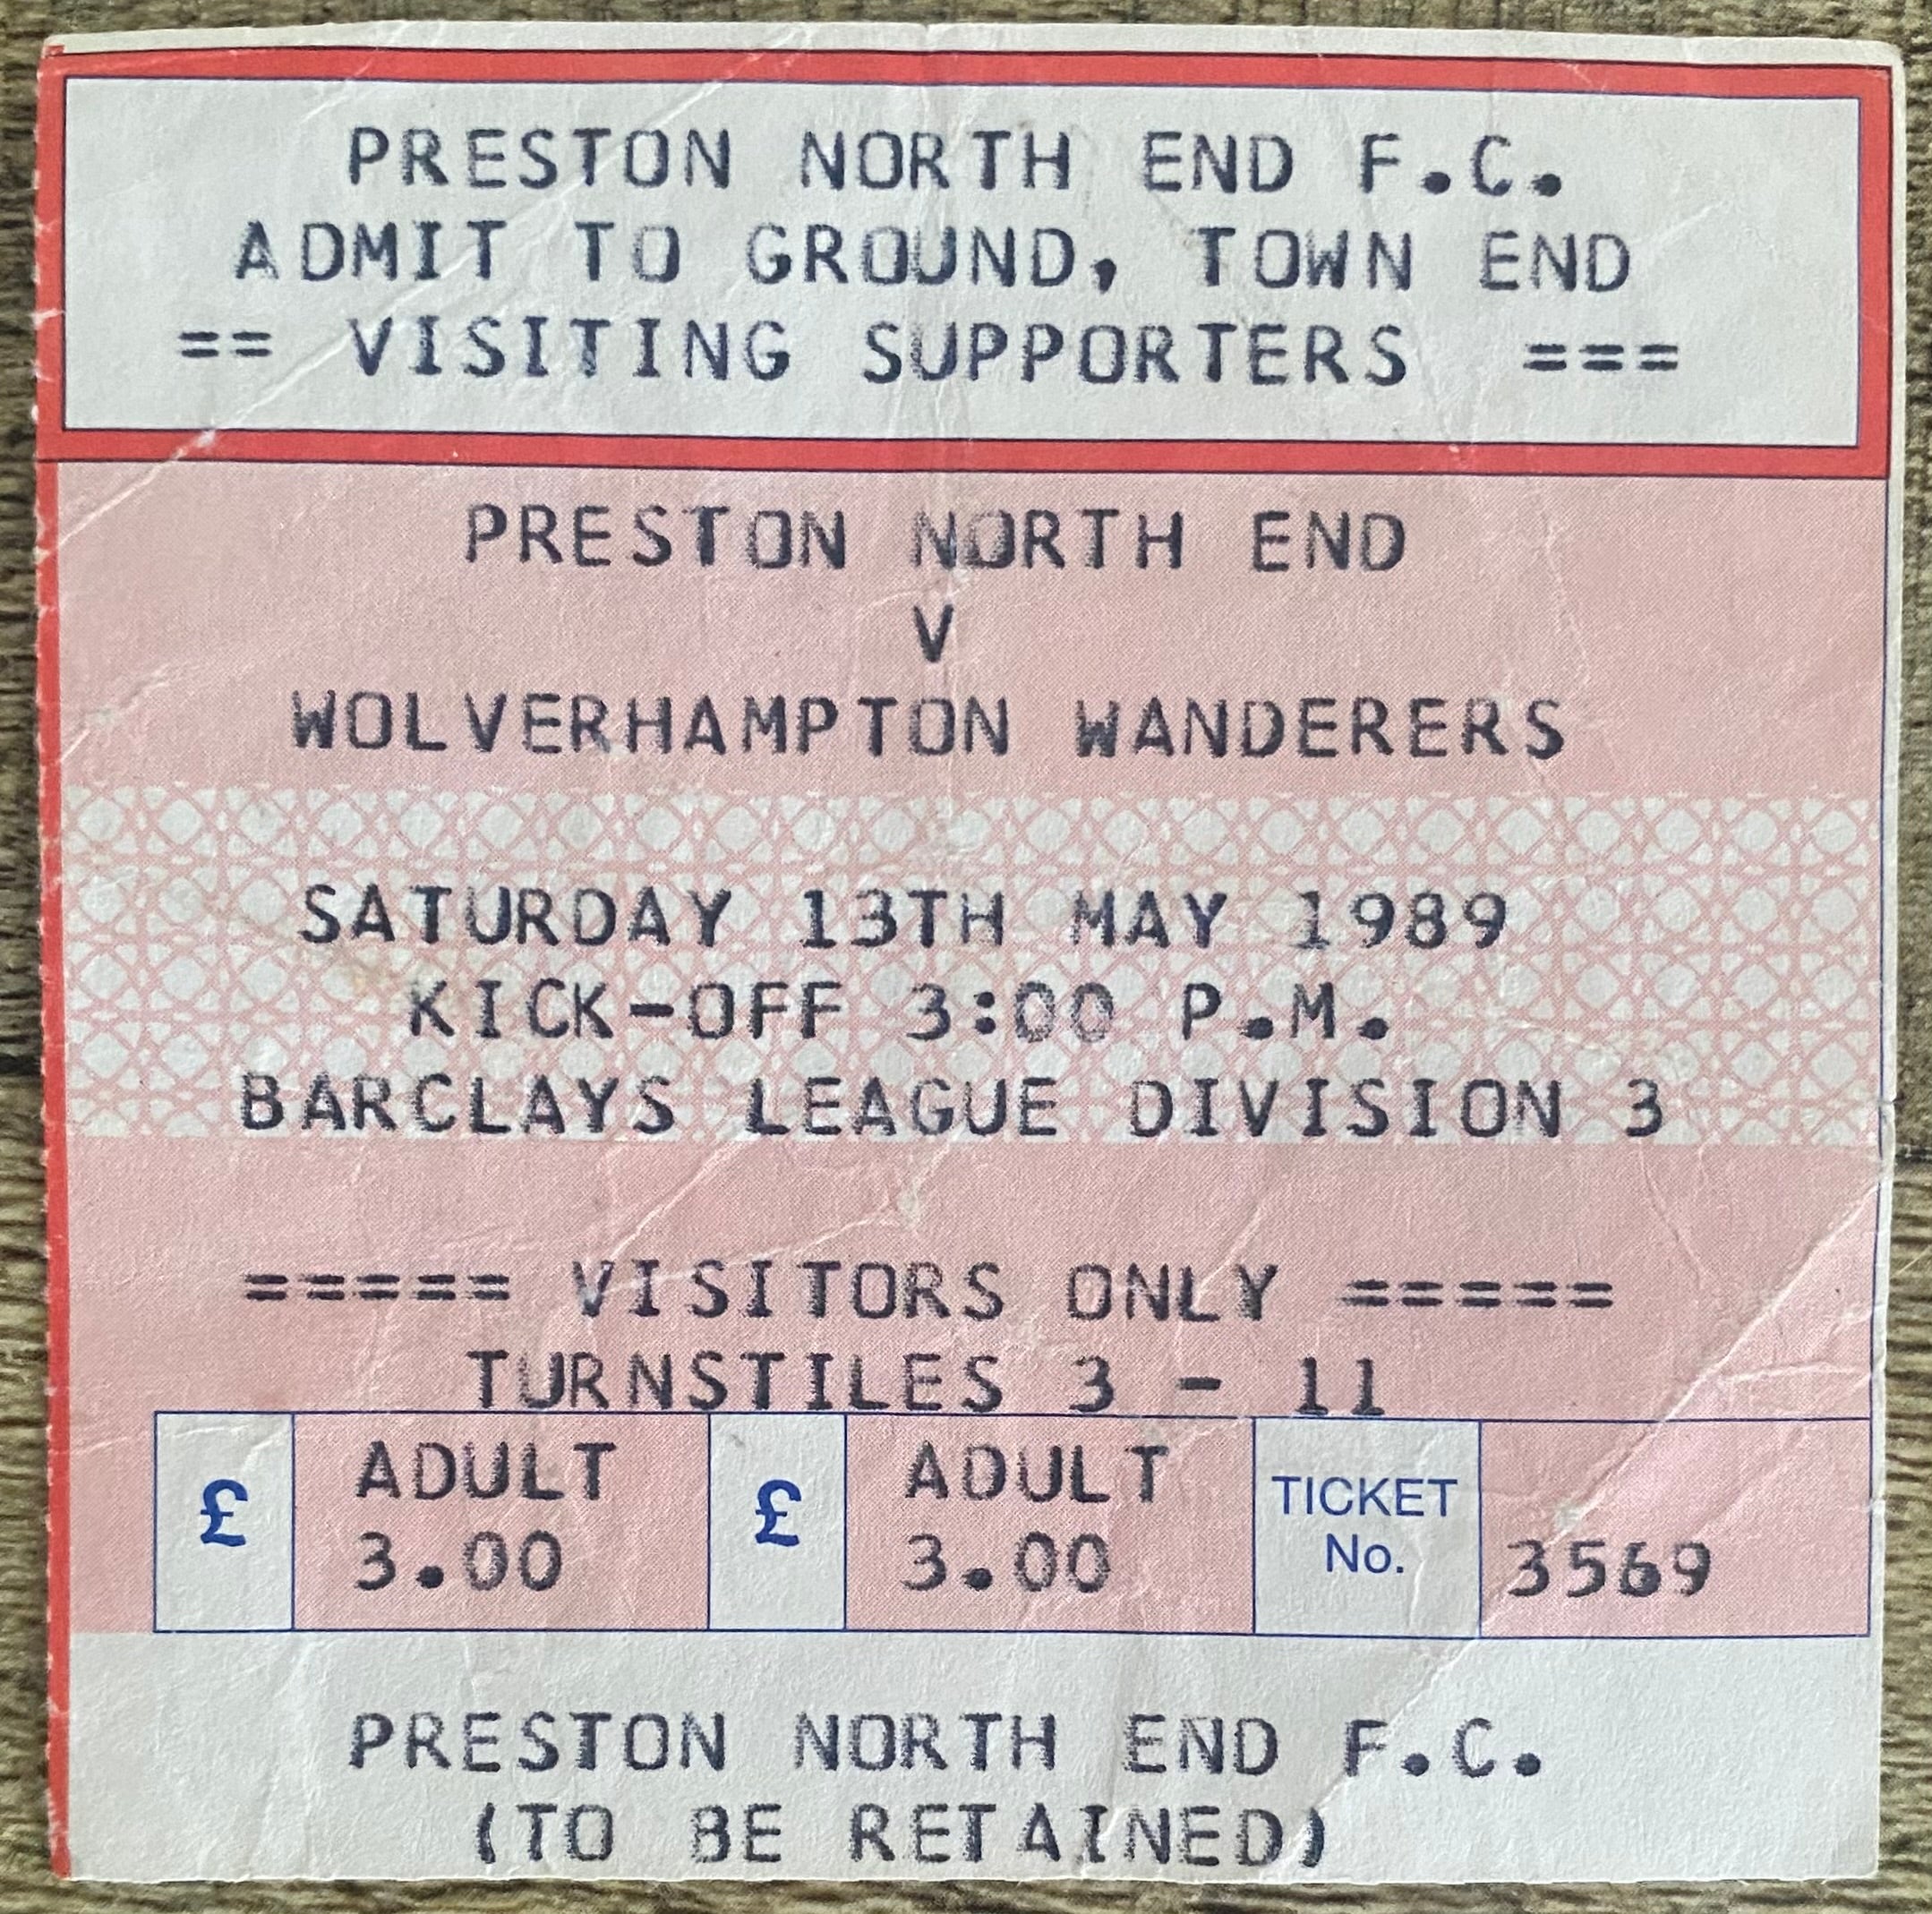 PRESTON NORTH END F.C.
ADMIT TO GROUND, TOWN END
== VISITING SUPPORTERS ===
PRESTON NORTH END
V
WOLVERHAMPTON WANDERERS
SATURDAY 13TH MAY 1989
KICK-OFF 3:00 P.M.
BARCLAYS LEAGUE DIVISION 3
===== VISITORS ONLY =====
TURNSTILES 3 - 11
£ ADULT 3.00 £ ADULT 3.00 TICKET No. 3569
PRESTON NORTH END F.C.
(TO BE RETAINED)